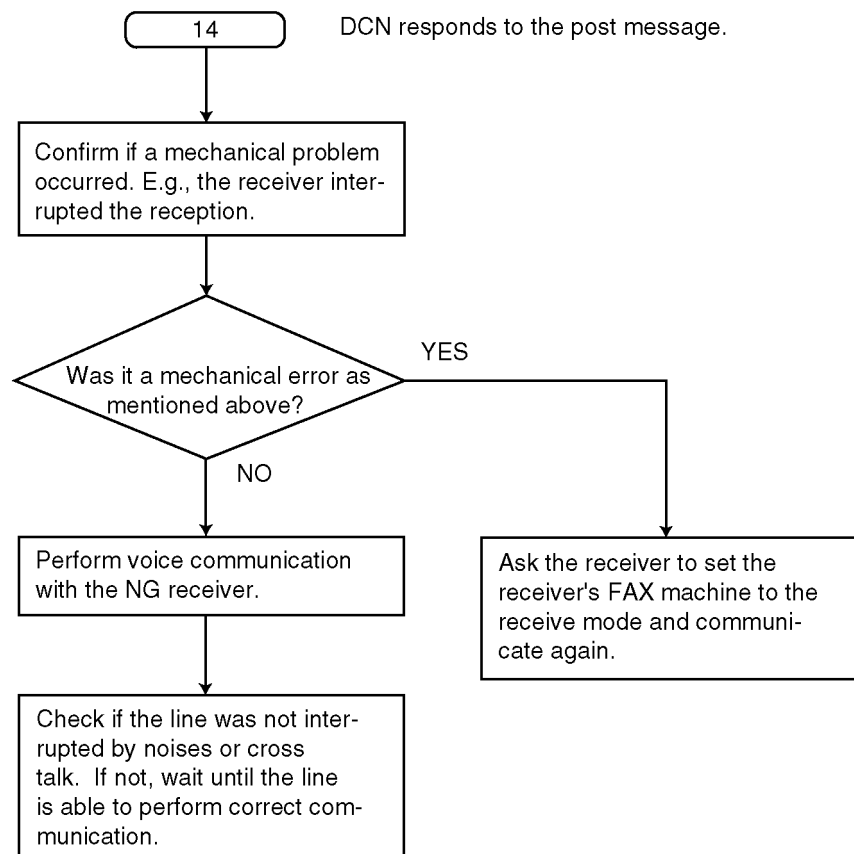 14
DCN responds to the post message.
Confirm if a mechanical problem
occurred. E.g., the receiver inter-
rupted the reception.
Was it a mechanical error as
mentioned above?
YES
NO
Perform voice communication
with the NG receiver.
Ask the receiver to set the
receiver's FAX machine to the
receive mode and communi-
cate again.
Check if the line was not inter-
rupted by noises or cross
talk.  If not, wait until the line
is able to perform correct com-
munication.